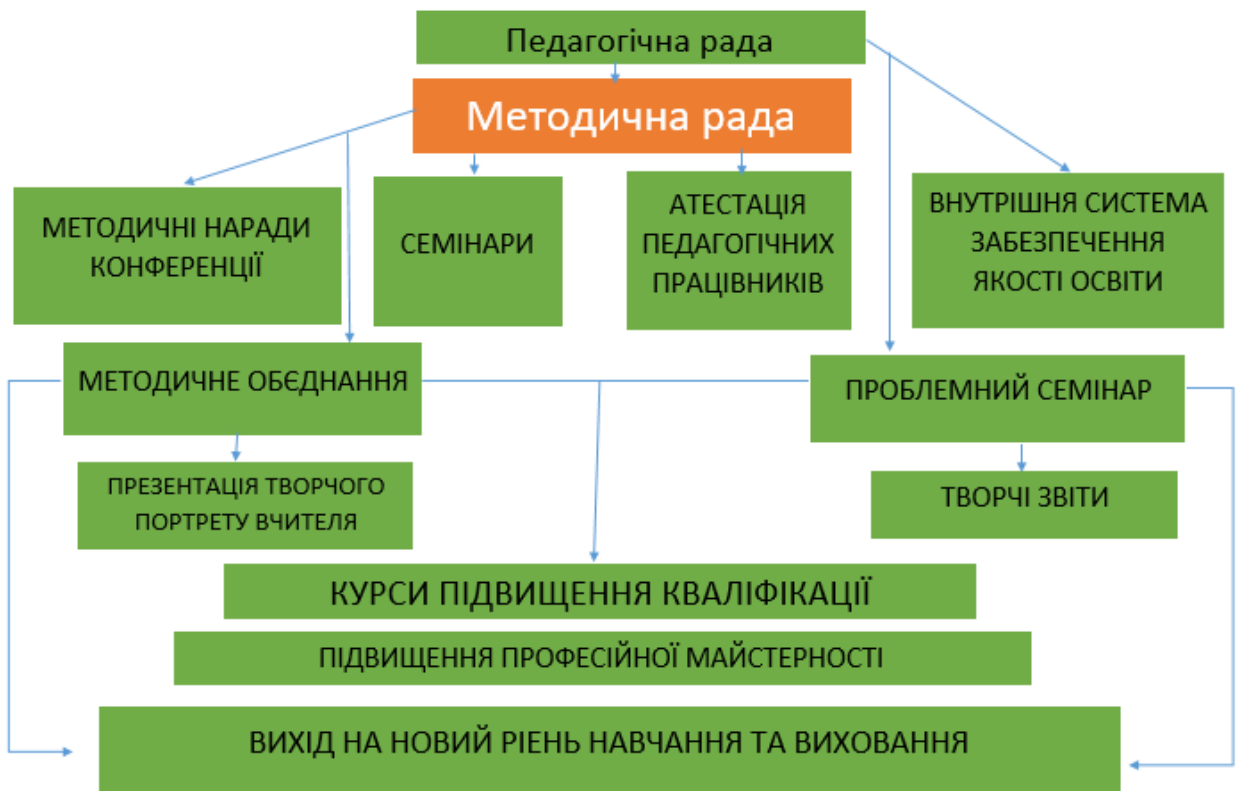 Педагогічна рада
Методична рада
МЕТОДИЧНІ НАРАДИ
КОНФЕРЕНЦІЇ
СЕМІНАРИ
АТЕСТАЦІЯ
ПЕДАГОГІЧНИХ
ПРАЦІВНИКІВ
ВНУТРІШНЯ СИСТЕМА
ЗАБЕЗПЕЧЕННЯ
ЯКОСТІ ОСВІТИ
МЕТОДИЧНЕ ОБЄДНАННЯ
ПРОБЛЕМНИЙ СЕМІНАР
ПРЕЗЕНТАЦІЯ ТВОРЧОГО
ПОРТРЕТУ ВЧИТЕЛЯ
ТВОРЧІ ЗВІТИ
КУРСИ ПІДВИЩЕННЯ КВАЛІФІКАЦІЇ
ПІДВИЩЕННЯ ПРОФЕСІЙНОЇ МАЙСТЕРНОСТІ
ВИХІД НА НОВИЙ РІЕНЬ НАВЧАННЯ ТА ВИХОВАННЯ